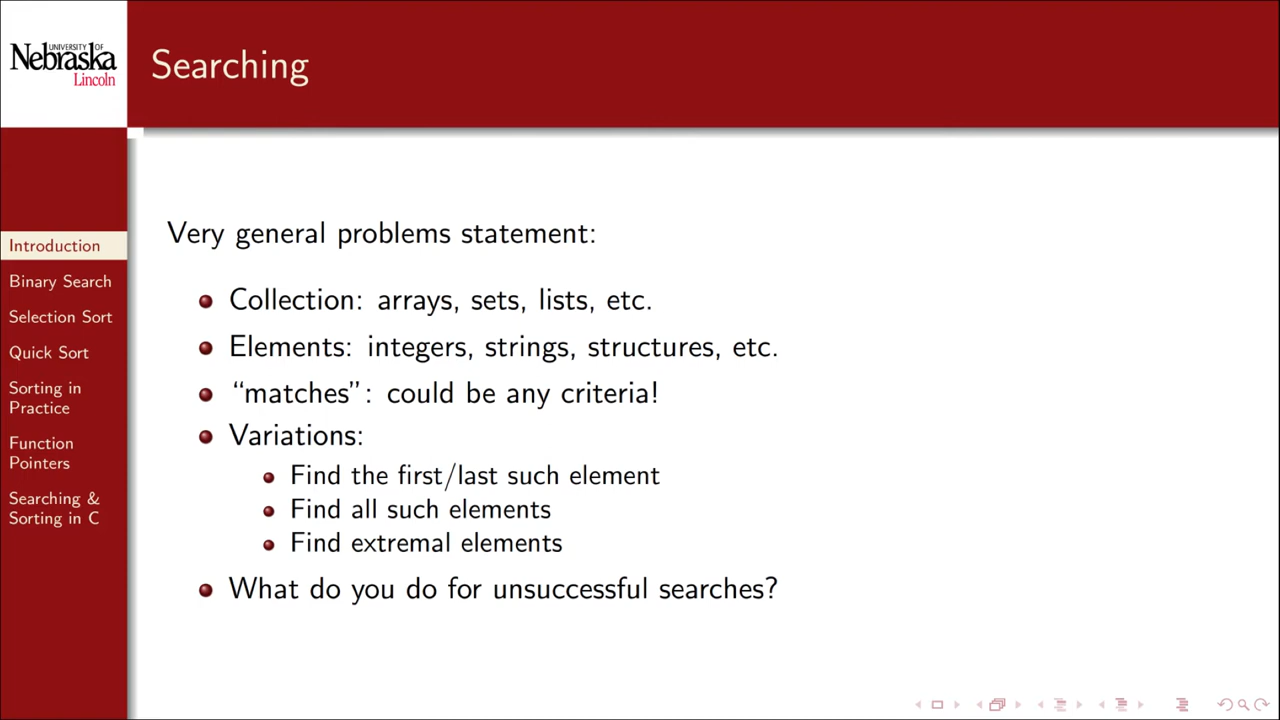 UNIVERSITY OF
Nebraska
Lincoln
Searching
Introduction
Binary Search
Selection Sort
Quick Sort
Sorting in
Practice
Function
Pointers
Searching &
Sorting in C
Very general problems statement:
Collection: arrays, sets, lists, etc.
Elements: integers, strings, structures, etc.
“matches”: could be any criteria!
Variations:
Find the first/last such element
Find all such elements
Find extremal elements
What do you do for unsuccessful searches?